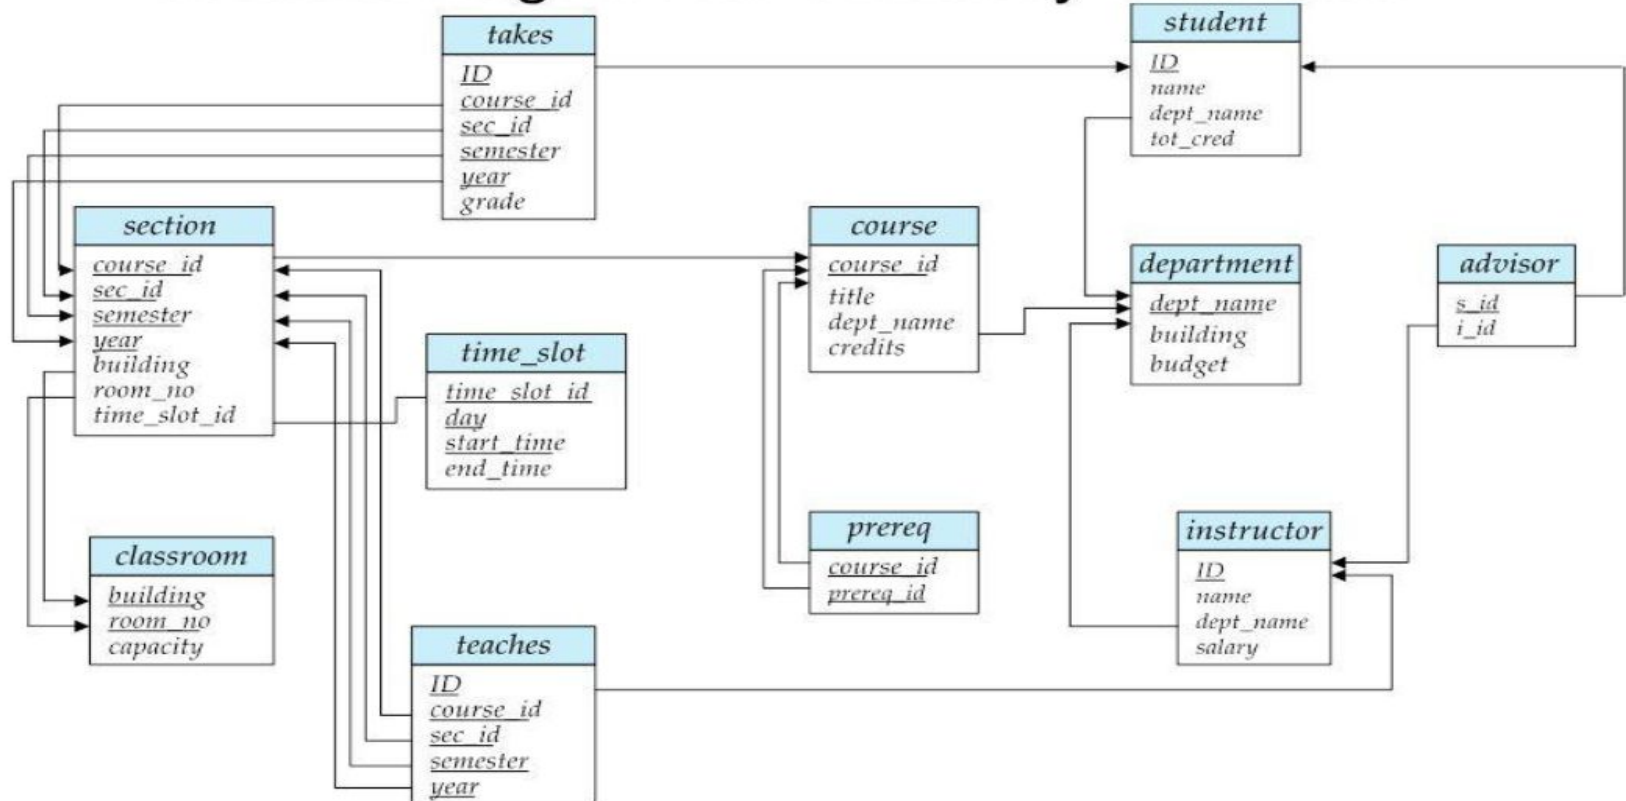 takes
ID
course_id
sec_id
semester
year
grade
student
ID
name
dept_name
tot_cred
section
course_id
sec_id
semester
year
building
room_no
time_slot_id
course
course_id
title
dept_name
credits
department
dept_name
building
budget
advisor
s_id
i_id
time_slot
time_slot_id
day
start_time
end_time
prereq
course_id
prereq_id
instructor
ID
name
dept_name
salary
classroom
building
room_no
capacity
teaches
ID
course_id
sec_id
semester
year